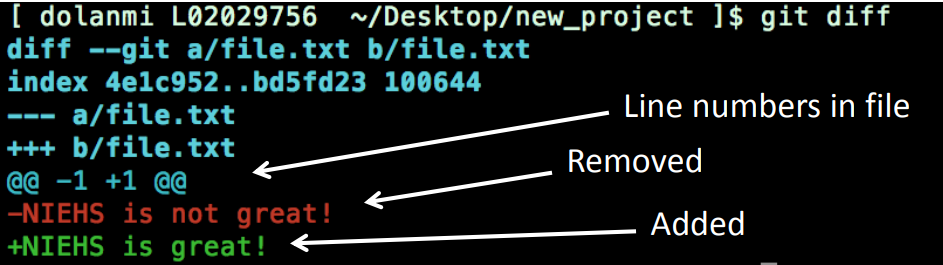 [ dolanmi L02029756  ~/Desktop/new_project ]$ git diff
diff --git a/file.txt b/file.txt
index 4e1c952..bd5fd23 100644
--- a/file.txt
+++ b/file.txt
@@ -1 +1 @@
-NIEHS is not great!
+NIEHS is great!
Line numbers in file
Removed
Added